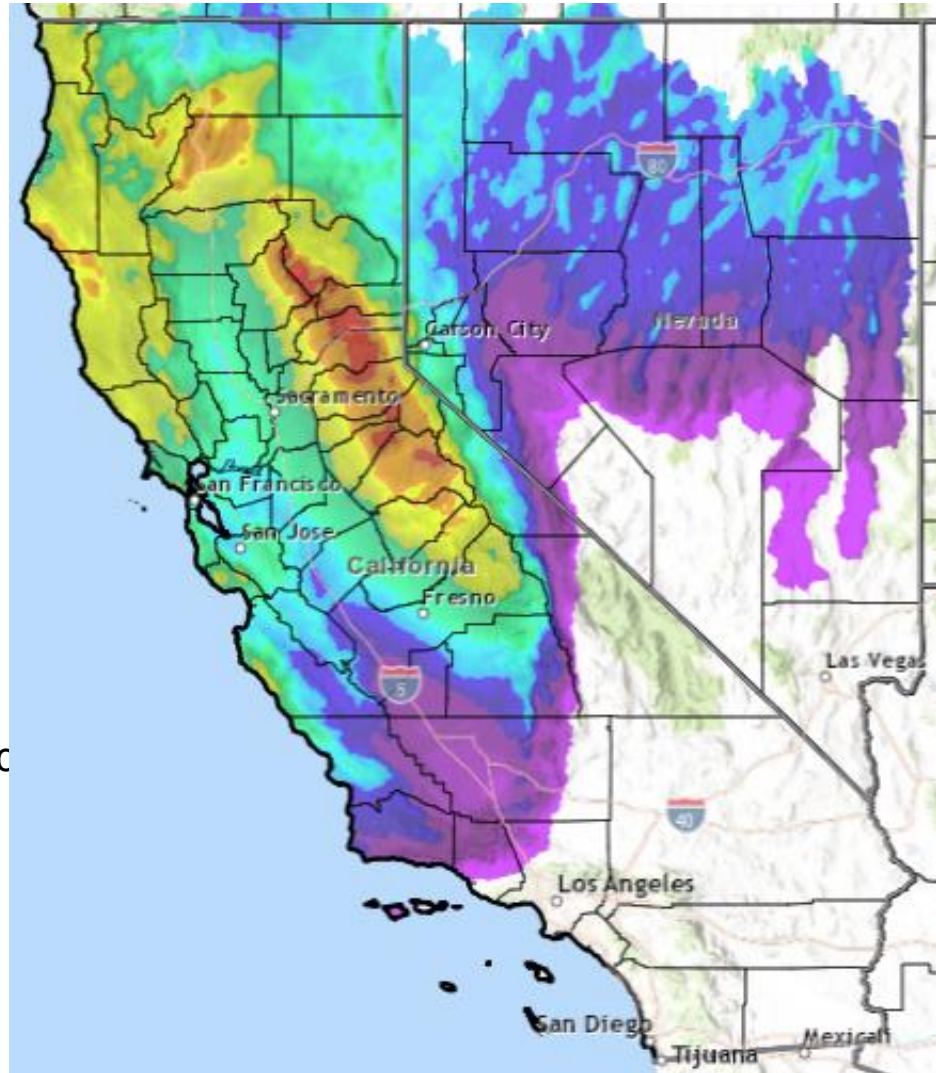 80
Carson City
Nevada
Sacramento
San Francisco
San Jose
California
Fresno
Las Vegas
5
c
40
Los Angeles
San Diego
Mexicali
Tijuana